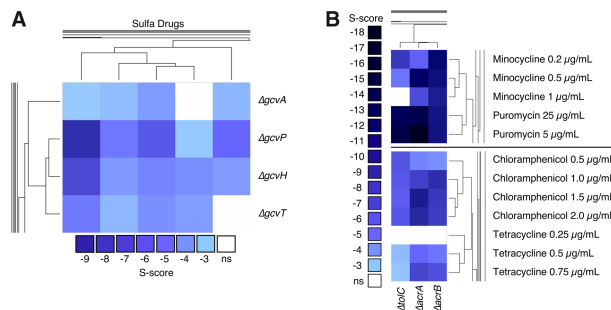 A
Sulfa Drugs
ΔgcvA
ΔgcvP
ΔgcvH
ΔgcvT
-9 -8 -7 -6 -5 -4 -3 ns
S-score
B
S-score
-18
-17
-16
-15
-14
-13
-12
-11
-10
-9
-8
-7
-6
-5
-4
-3
ns
Minocycline 0.2 µg/mL
Minocycline 0.5 µg/mL
Minocycline 1 µg/mL
Puromycin 25 µg/mL
Puromycin 5 µg/mL
Chloramphenicol 0.5 µg/mL
Chloramphenicol 1.0 µg/mL
Chloramphenicol 1.5 µg/mL
Chloramphenicol 2.0 µg/mL
Tetracycline 0.25 µg/mL
Tetracycline 0.5 µg/mL
Tetracycline 0.75 µg/mL
ΔtolC
ΔacrA
ΔacrB